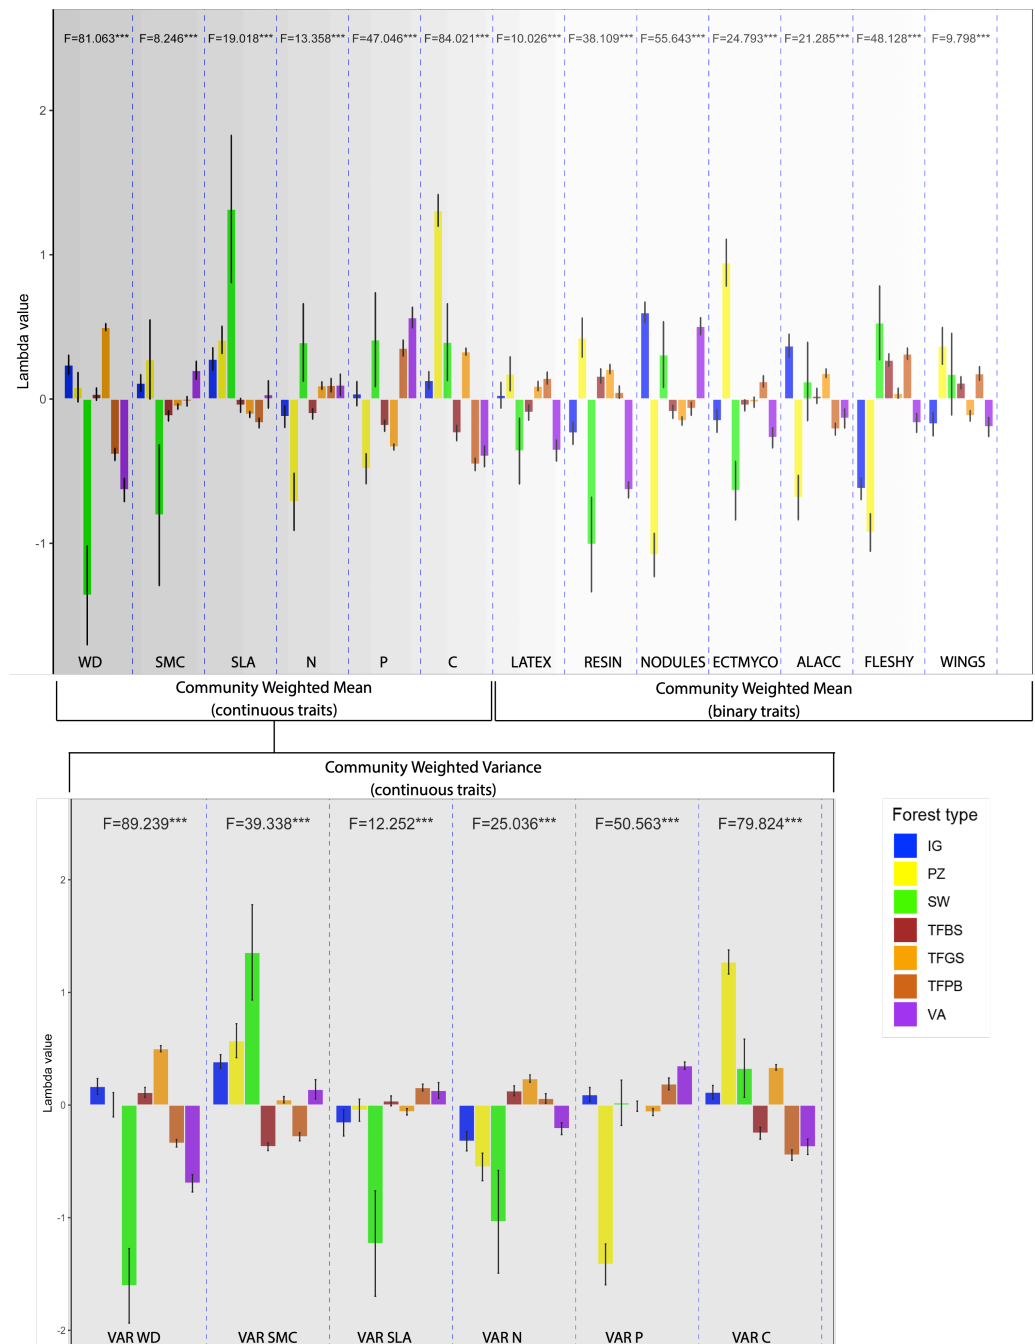 F=81.063*** F=8.246*** F=19.018*** F=13.358*** F=47.046*** F=84.021*** F=10.026*** F=38.109*** F=55.643*** F=24.793*** F=21.285*** F=48.128*** F=9.798***
2
1
Lambda value
0
-1
WD SMC SLA N P C LATEX RESIN NODULES ECTMYCO ALACC FLESHY WINGS
Community Weighted Mean
(continuous traits)
Community Weighted Mean
(binary traits)
Community Weighted Variance
(continuous traits)
F=89.239*** F=39.338*** F=12.252*** F=25.036*** F=50.563*** F=79.824***
2
1
Lambda value
0
-1
-2
VAR WD VAR SMC VAR SLA VAR N VAR P VAR C
Forest type
IG
PZ
SW
TFBS
TFGS
TFPB
VA